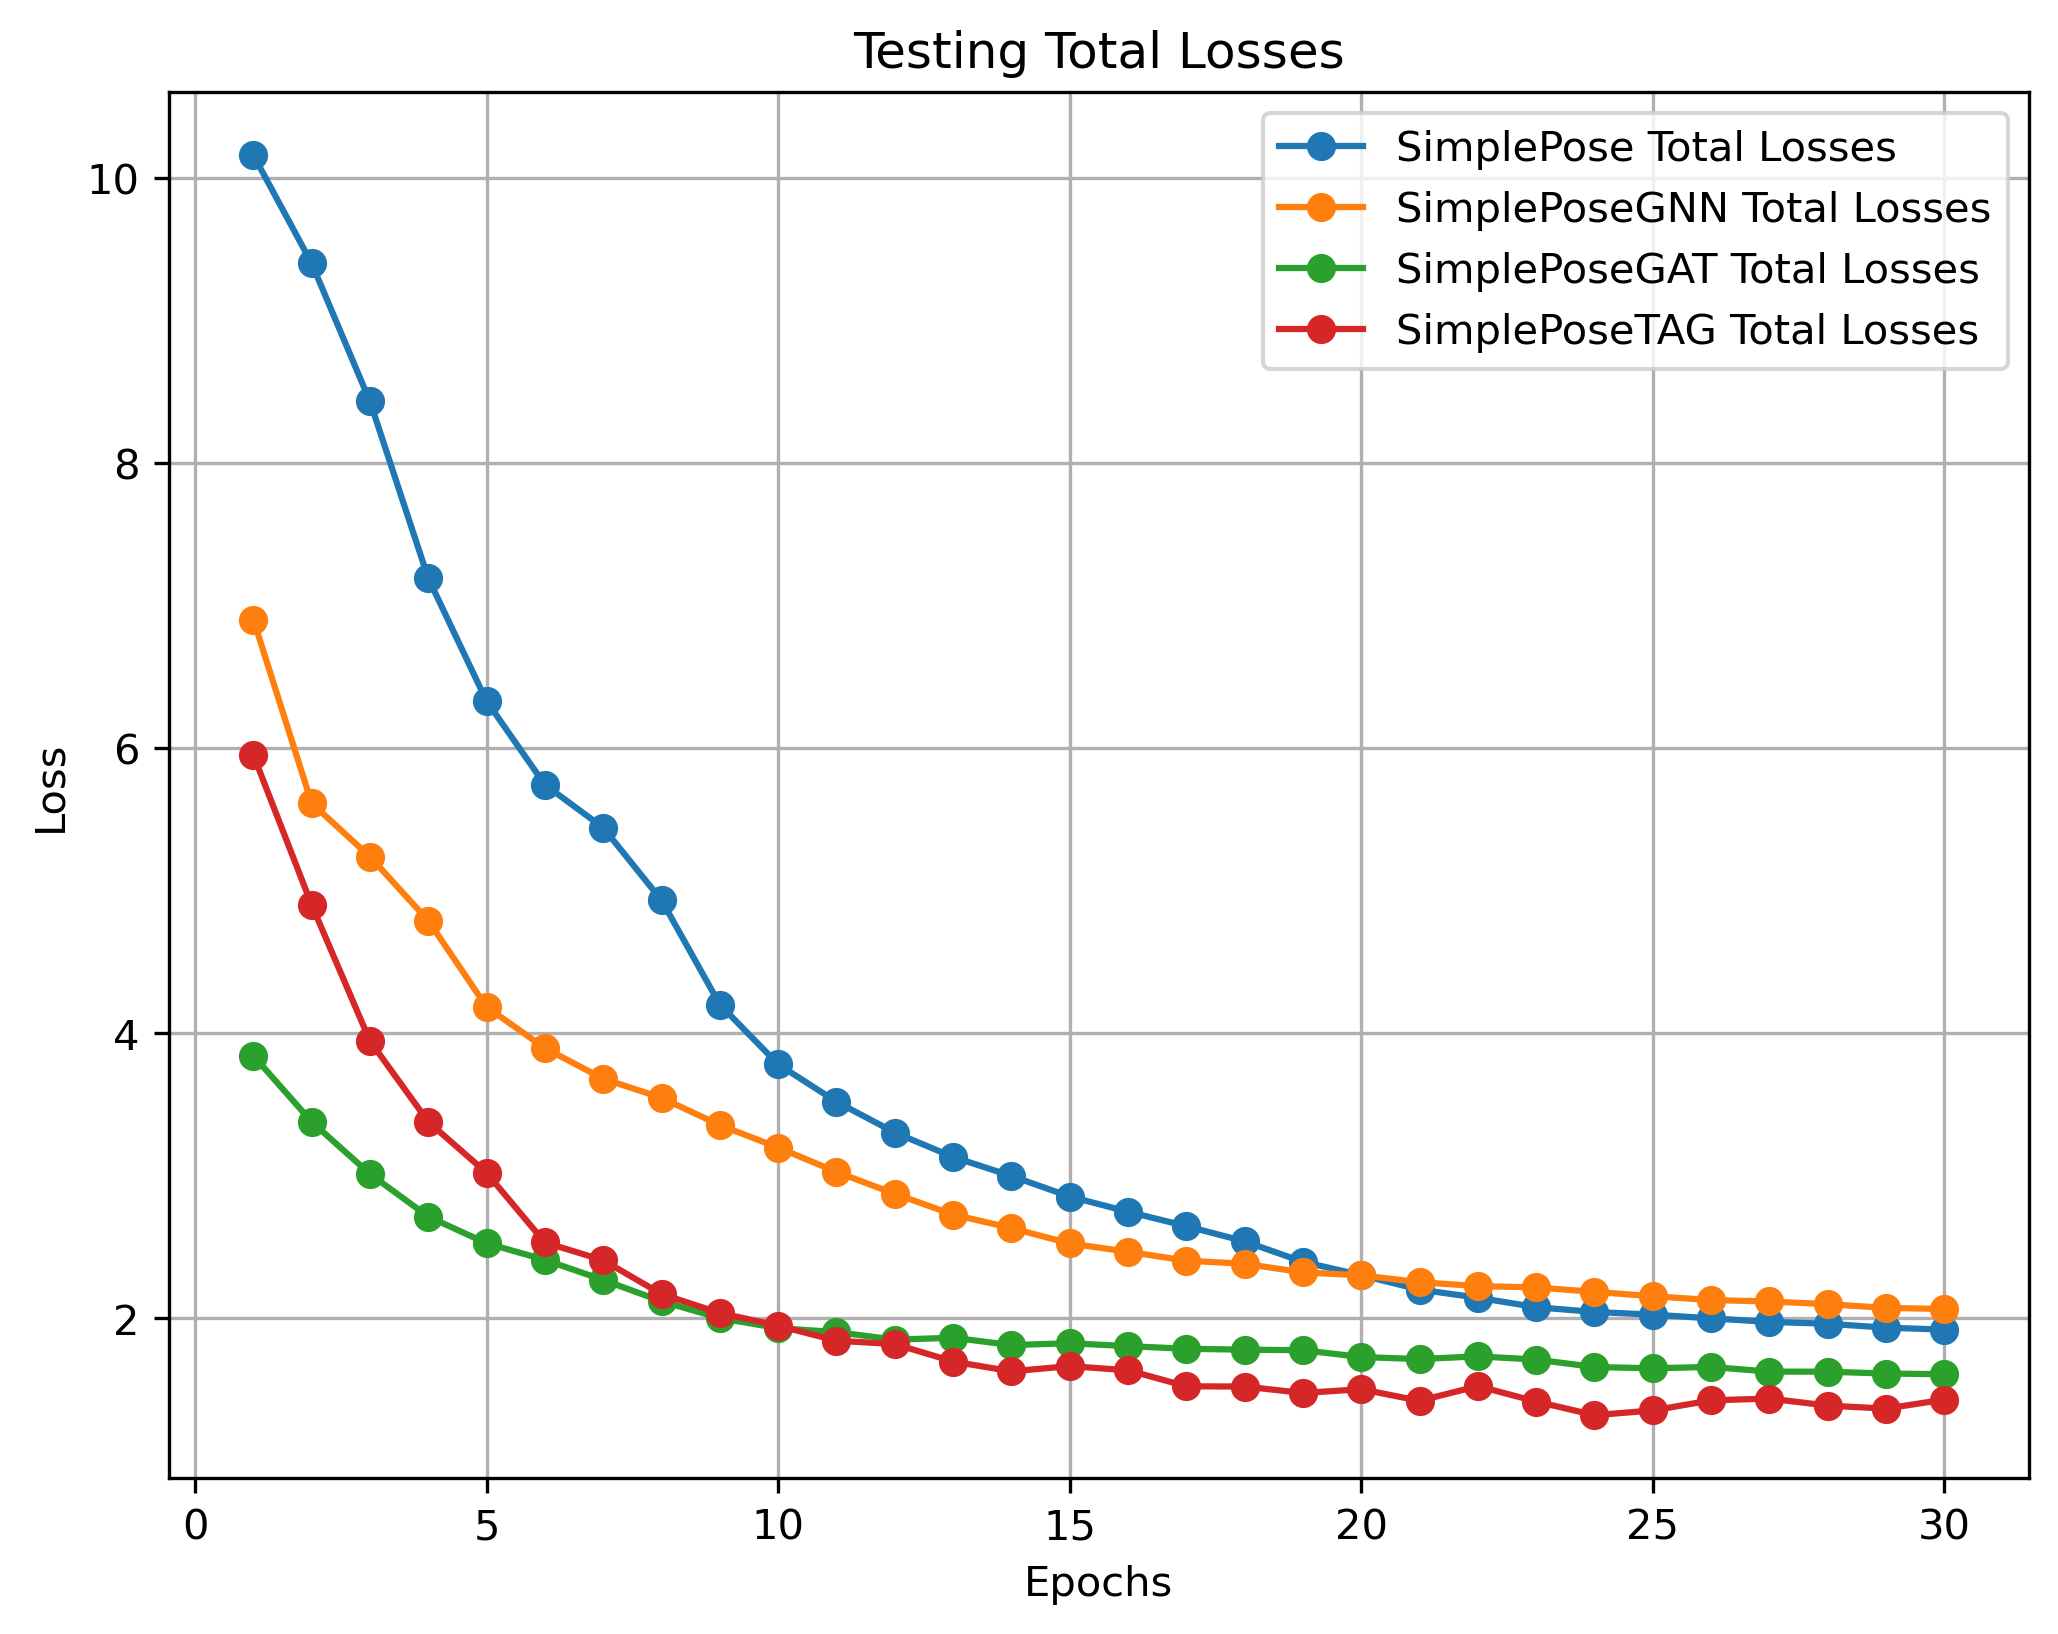 Testing Total Losses
SimplePose Total Losses
SimplePoseGNN Total Losses
SimplePoseGAT Total Losses
SimplePoseTAG Total Losses
10
8
6
4
2
Loss
0 5 10 15 20 25 30
Epochs